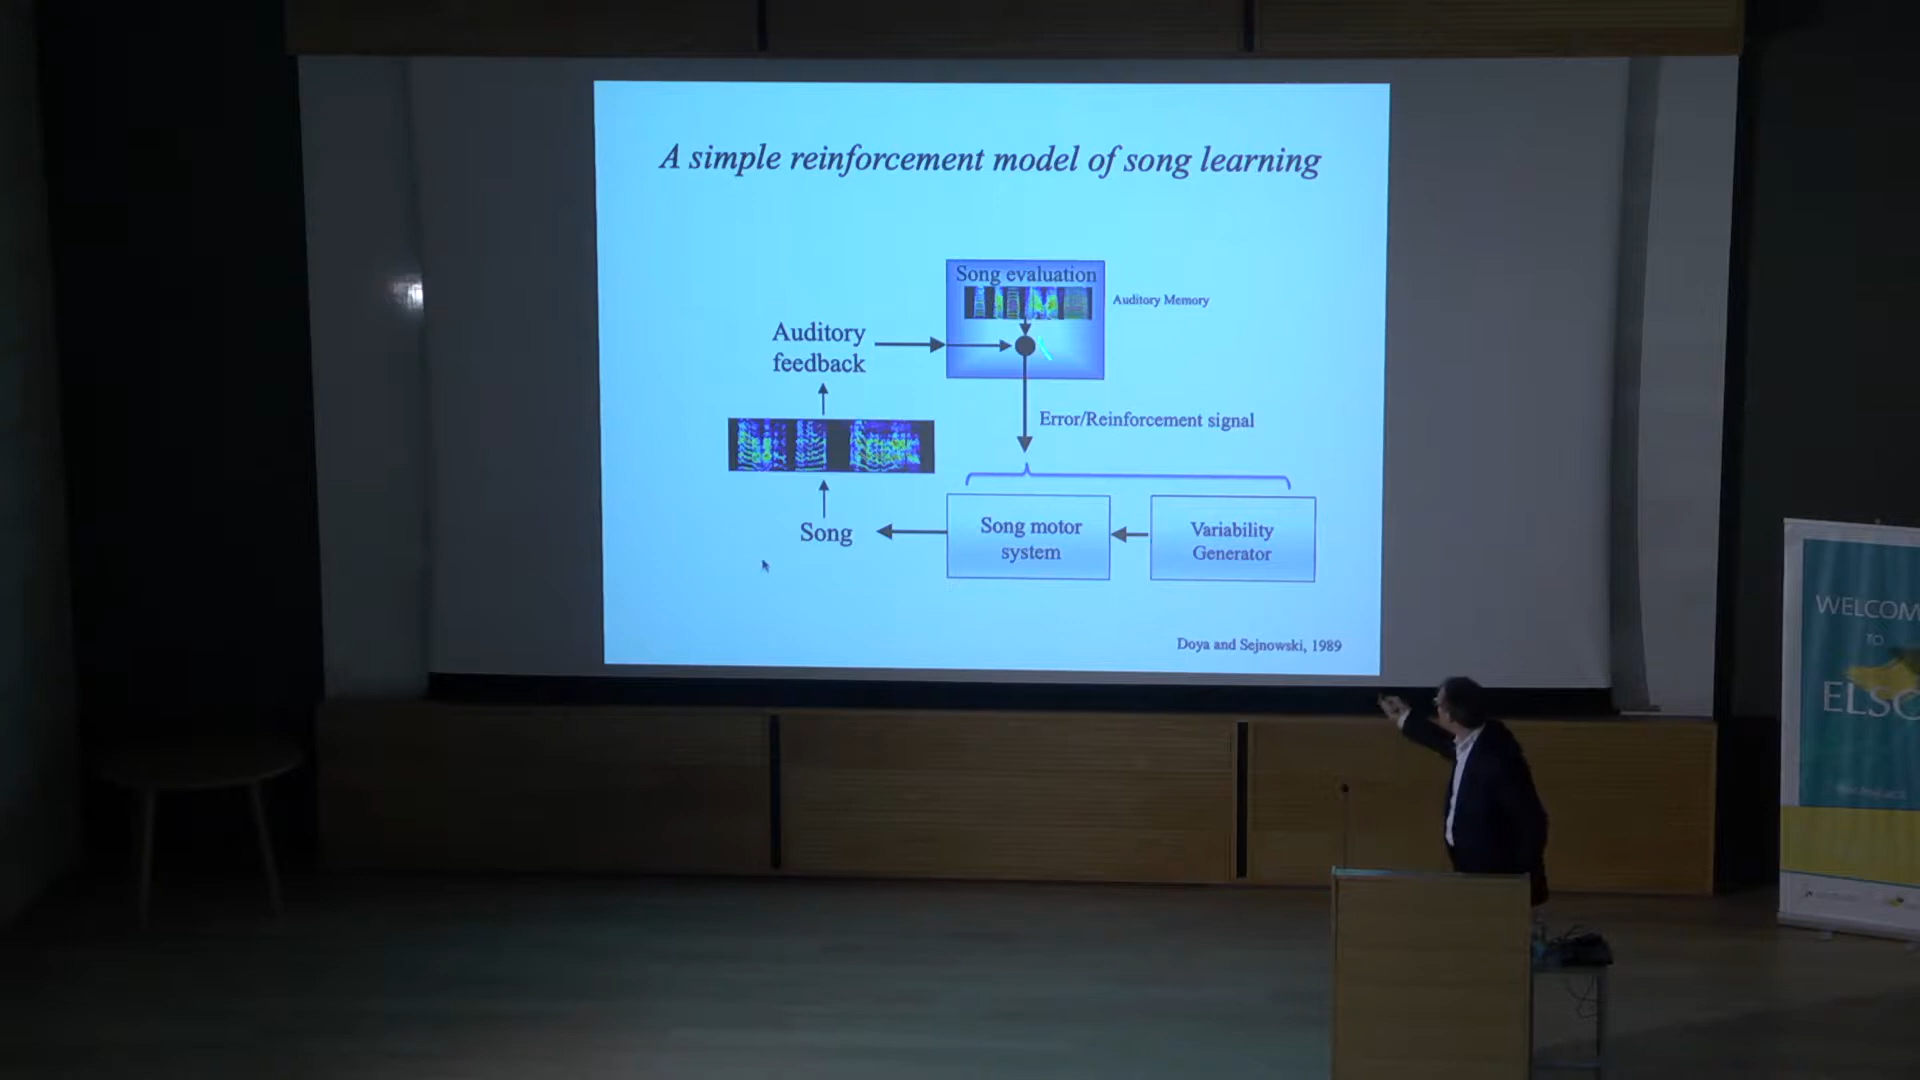 A simple reinforcement model of song learning
Song evaluation
Auditory Memory
Auditory
feedback
Error/Reinforcement signal
Song motor
system
Variability
Generator
Song
Doya and Sejnowski, 1989
WELCOM
TO
ELSC